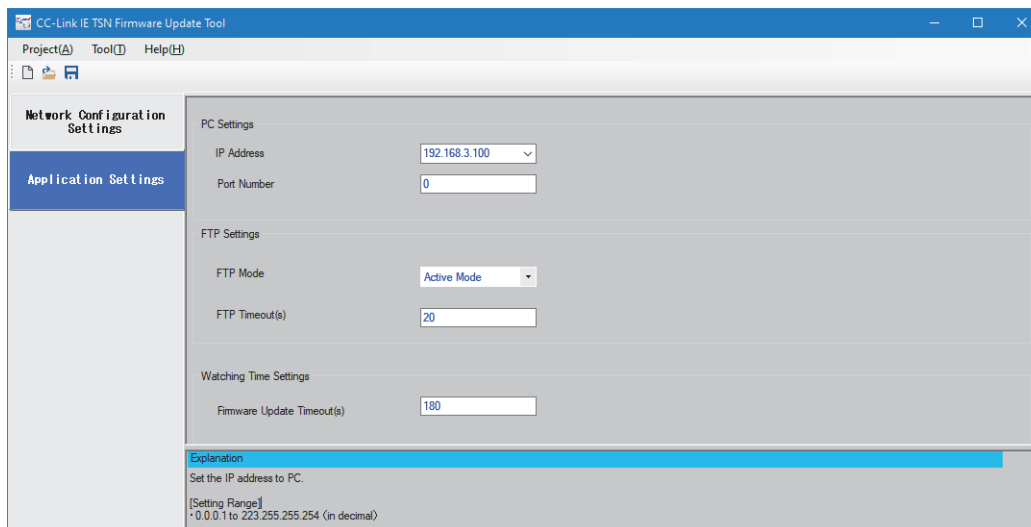 CC-Link IE TSN Firmware Update Tool
Project(A) Tool(T) Help(H)
Network Configuration
Settings
Application Settings
PC Settings
IP Address 192.168.3.100
Port Number 0
FTP Settings
FTP Mode Active Mode
FTP Timeout(s) 20
Watching Time Settings
Firmware Update Timeout(s) 180
Explanation
Set the IP address to PC.
[Setting Range]
・0.0.0.1 to 223.255.255.254 (in decimal)